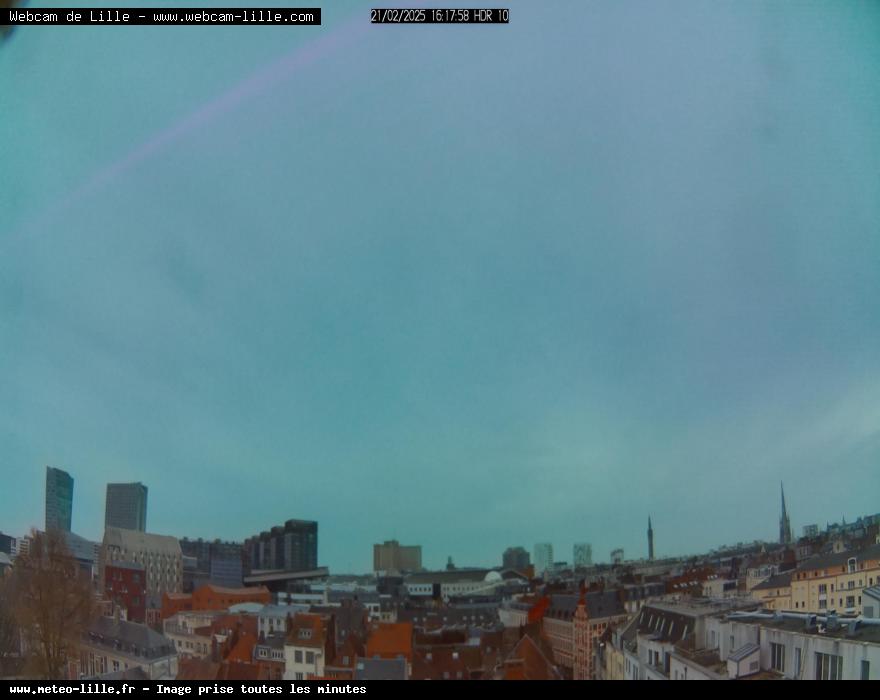 Webcam de Lille - www.webcam-lille.com
21/02/2025 16:17:58 HDR 10
www.meteo-lille.fr - Image prise toutes les minutes